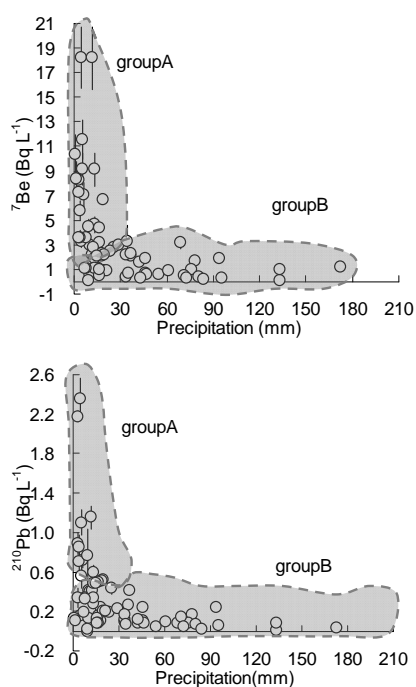 21
19
17
15
13
11
9
7
5
3
1
-1
⁷Be (Bq L⁻¹)
groupA
groupB
0 30 60 90 120 150 180 210
Precipitation (mm)
2.6
2.2
1.8
1.4
1.0
0.6
0.2
-0.2
²¹⁰Pb (Bq L⁻¹)
groupA
groupB
0 30 60 90 120 150 180 210
Precipitation(mm)